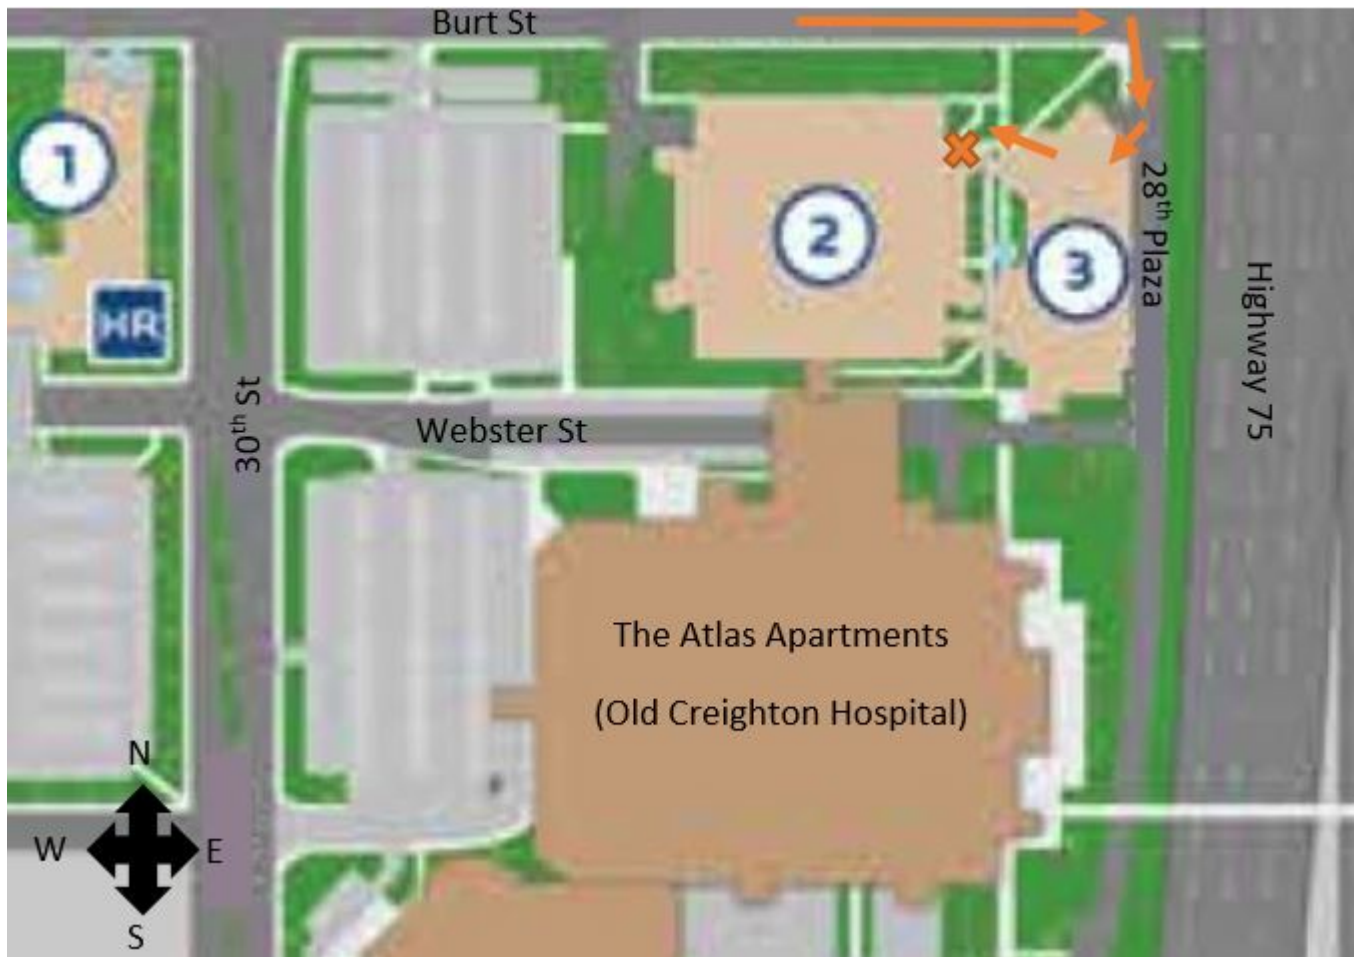 Burt St
1
2
3
HR
28th Plaza
Highway 75
30th St
Webster St
The Atlas Apartments
(Old Creighton Hospital)
N
W
E
S